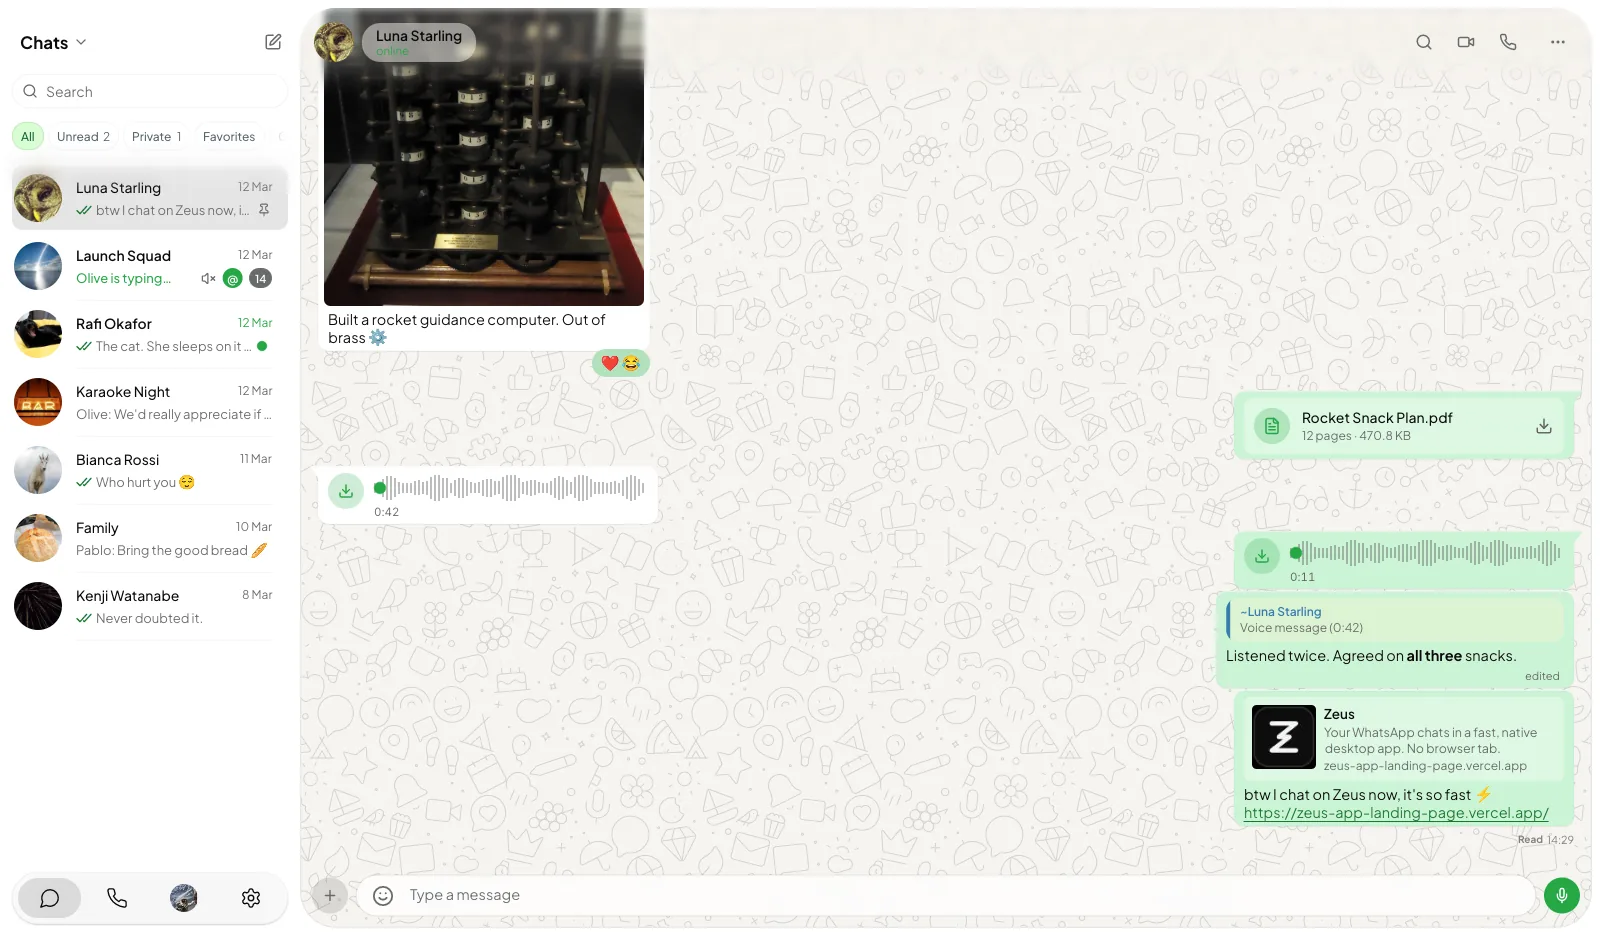 Chats
Search
All
Unread 2
Private 1
Favorites
Luna Starling
12 Mar
btw I chat on Zeus now, i...
Launch Squad
12 Mar
Olive is typing...
@
14
Rafi Okafor
12 Mar
The cat. She sleeps on it ...
Karaoke Night
12 Mar
Olive: We'd really appreciate if ...
BAR
Bianca Rossi
11 Mar
Who hurt you 😌
Family
10 Mar
Pablo: Bring the good bread 🥖
Kenji Watanabe
8 Mar
Never doubted it.
Luna Starling
online
Built a rocket guidance computer. Out of
brass ⚙️
❤️ 😂
Rocket Snack Plan.pdf
12 pages · 470.8 KB
0:42
0:11
~Luna Starling
Voice message (0:42)
Listened twice. Agreed on all three snacks.
edited
Zeus
Your WhatsApp chats in a fast, native
desktop app. No browser tab.
zeus-app-landing-page.vercel.app
btw I chat on Zeus now, it's so fast ⚡
https://zeus-app-landing-page.vercel.app/
Read 14:29
Type a message